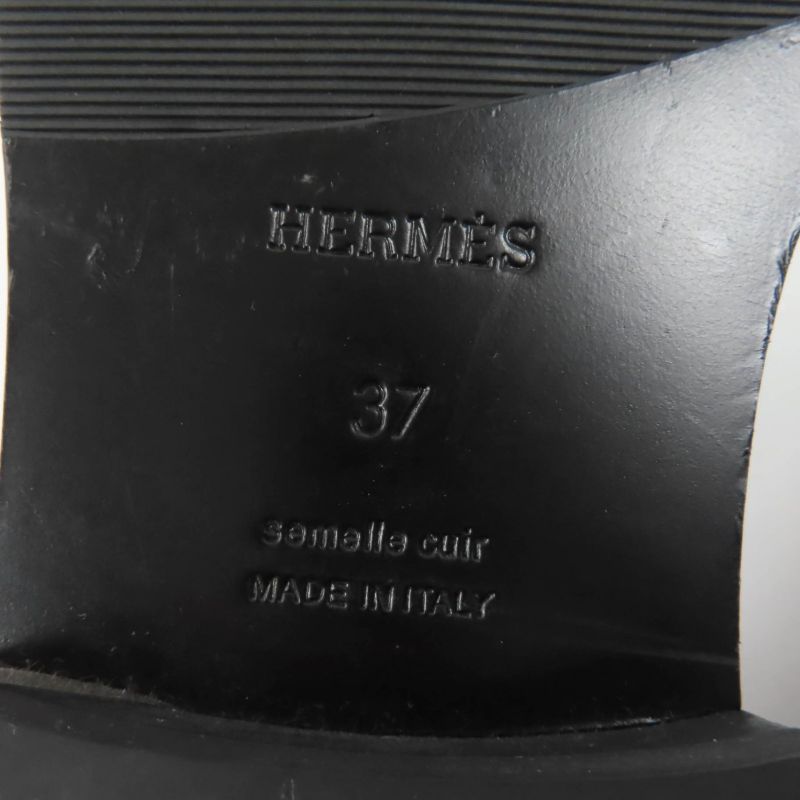 HERMÈS
37
semelle cuir
MADE IN ITALY